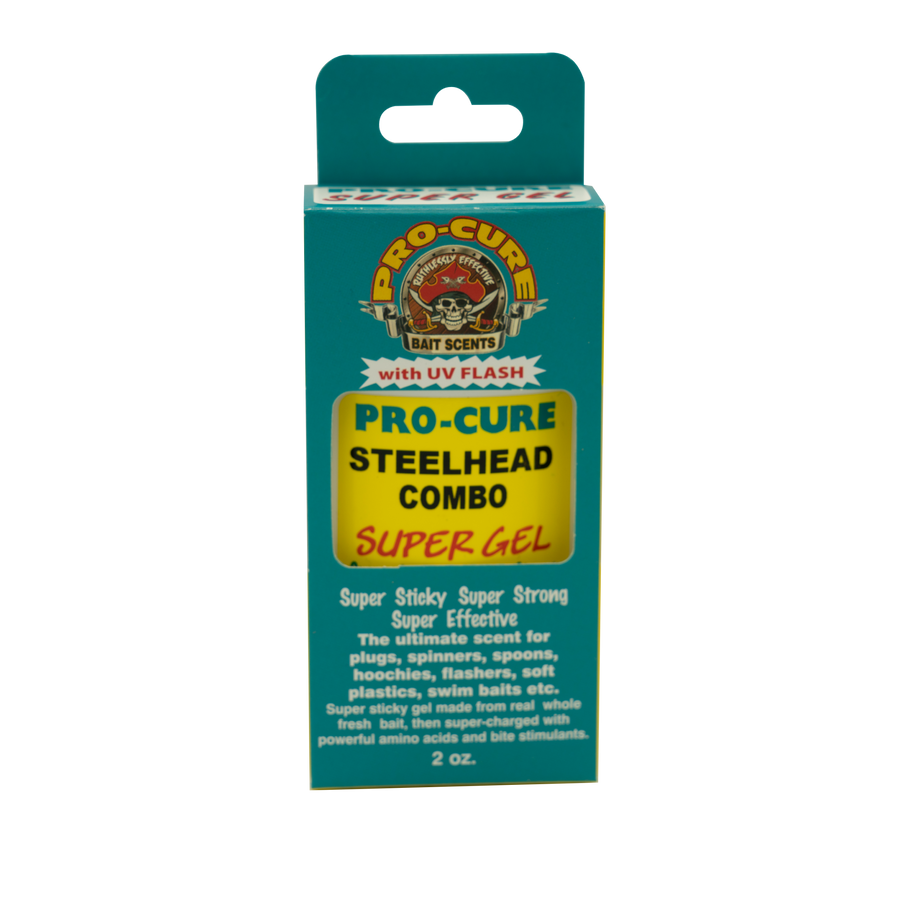 PRO-CURE
SUPER GEL
PRO-CURE
RUTHLESSLY EFFECTIVE
BAIT SCENTS
with UV FLASH
PRO-CURE
STEELHEAD
COMBO
SUPER GEL
Super Sticky Super Strong
Super Effective
The ultimate scent for
plugs, spinners, spoons,
hoochies, flashers, soft
plastics, swim baits etc.
Super sticky gel made from real whole
fresh bait, then super-charged with
powerful amino acids and bite stimulants.
2 oz.